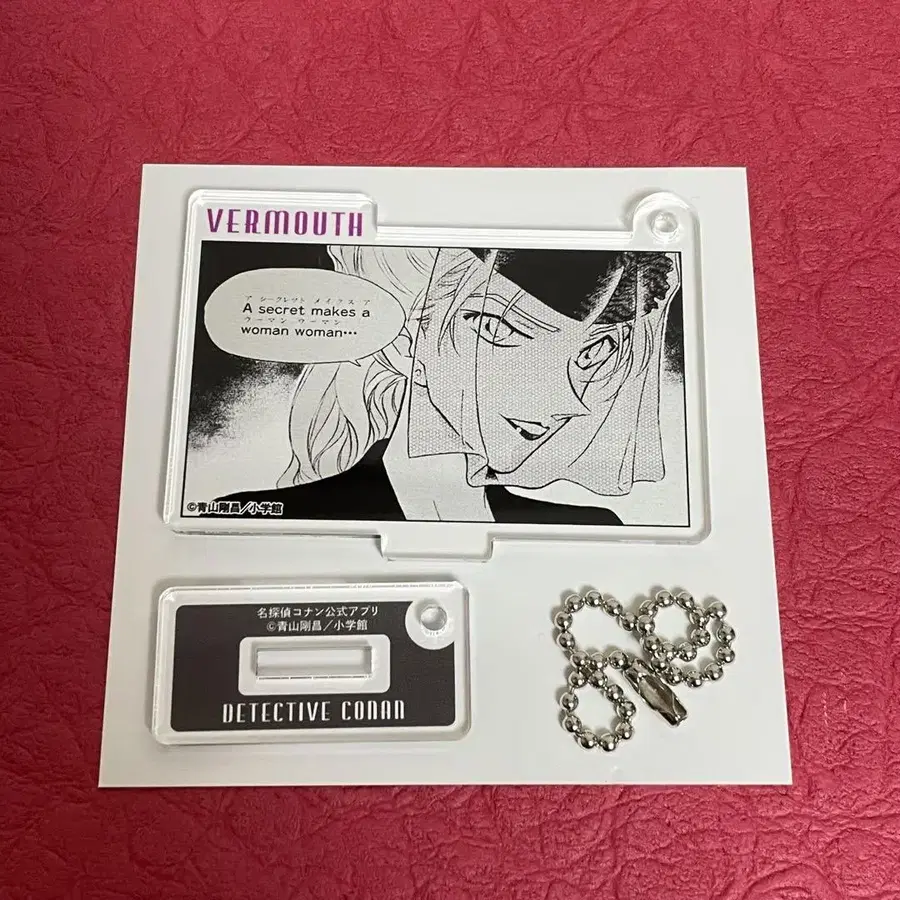 VERMOUTH
ア シークレット メイクス ア
A secret makes a
ウーマン ウーマン
woman woman…
©青山剛昌／小学館
名探偵コナン公式アプリ
©青山剛昌／小学館
DETECTIVE CONAN